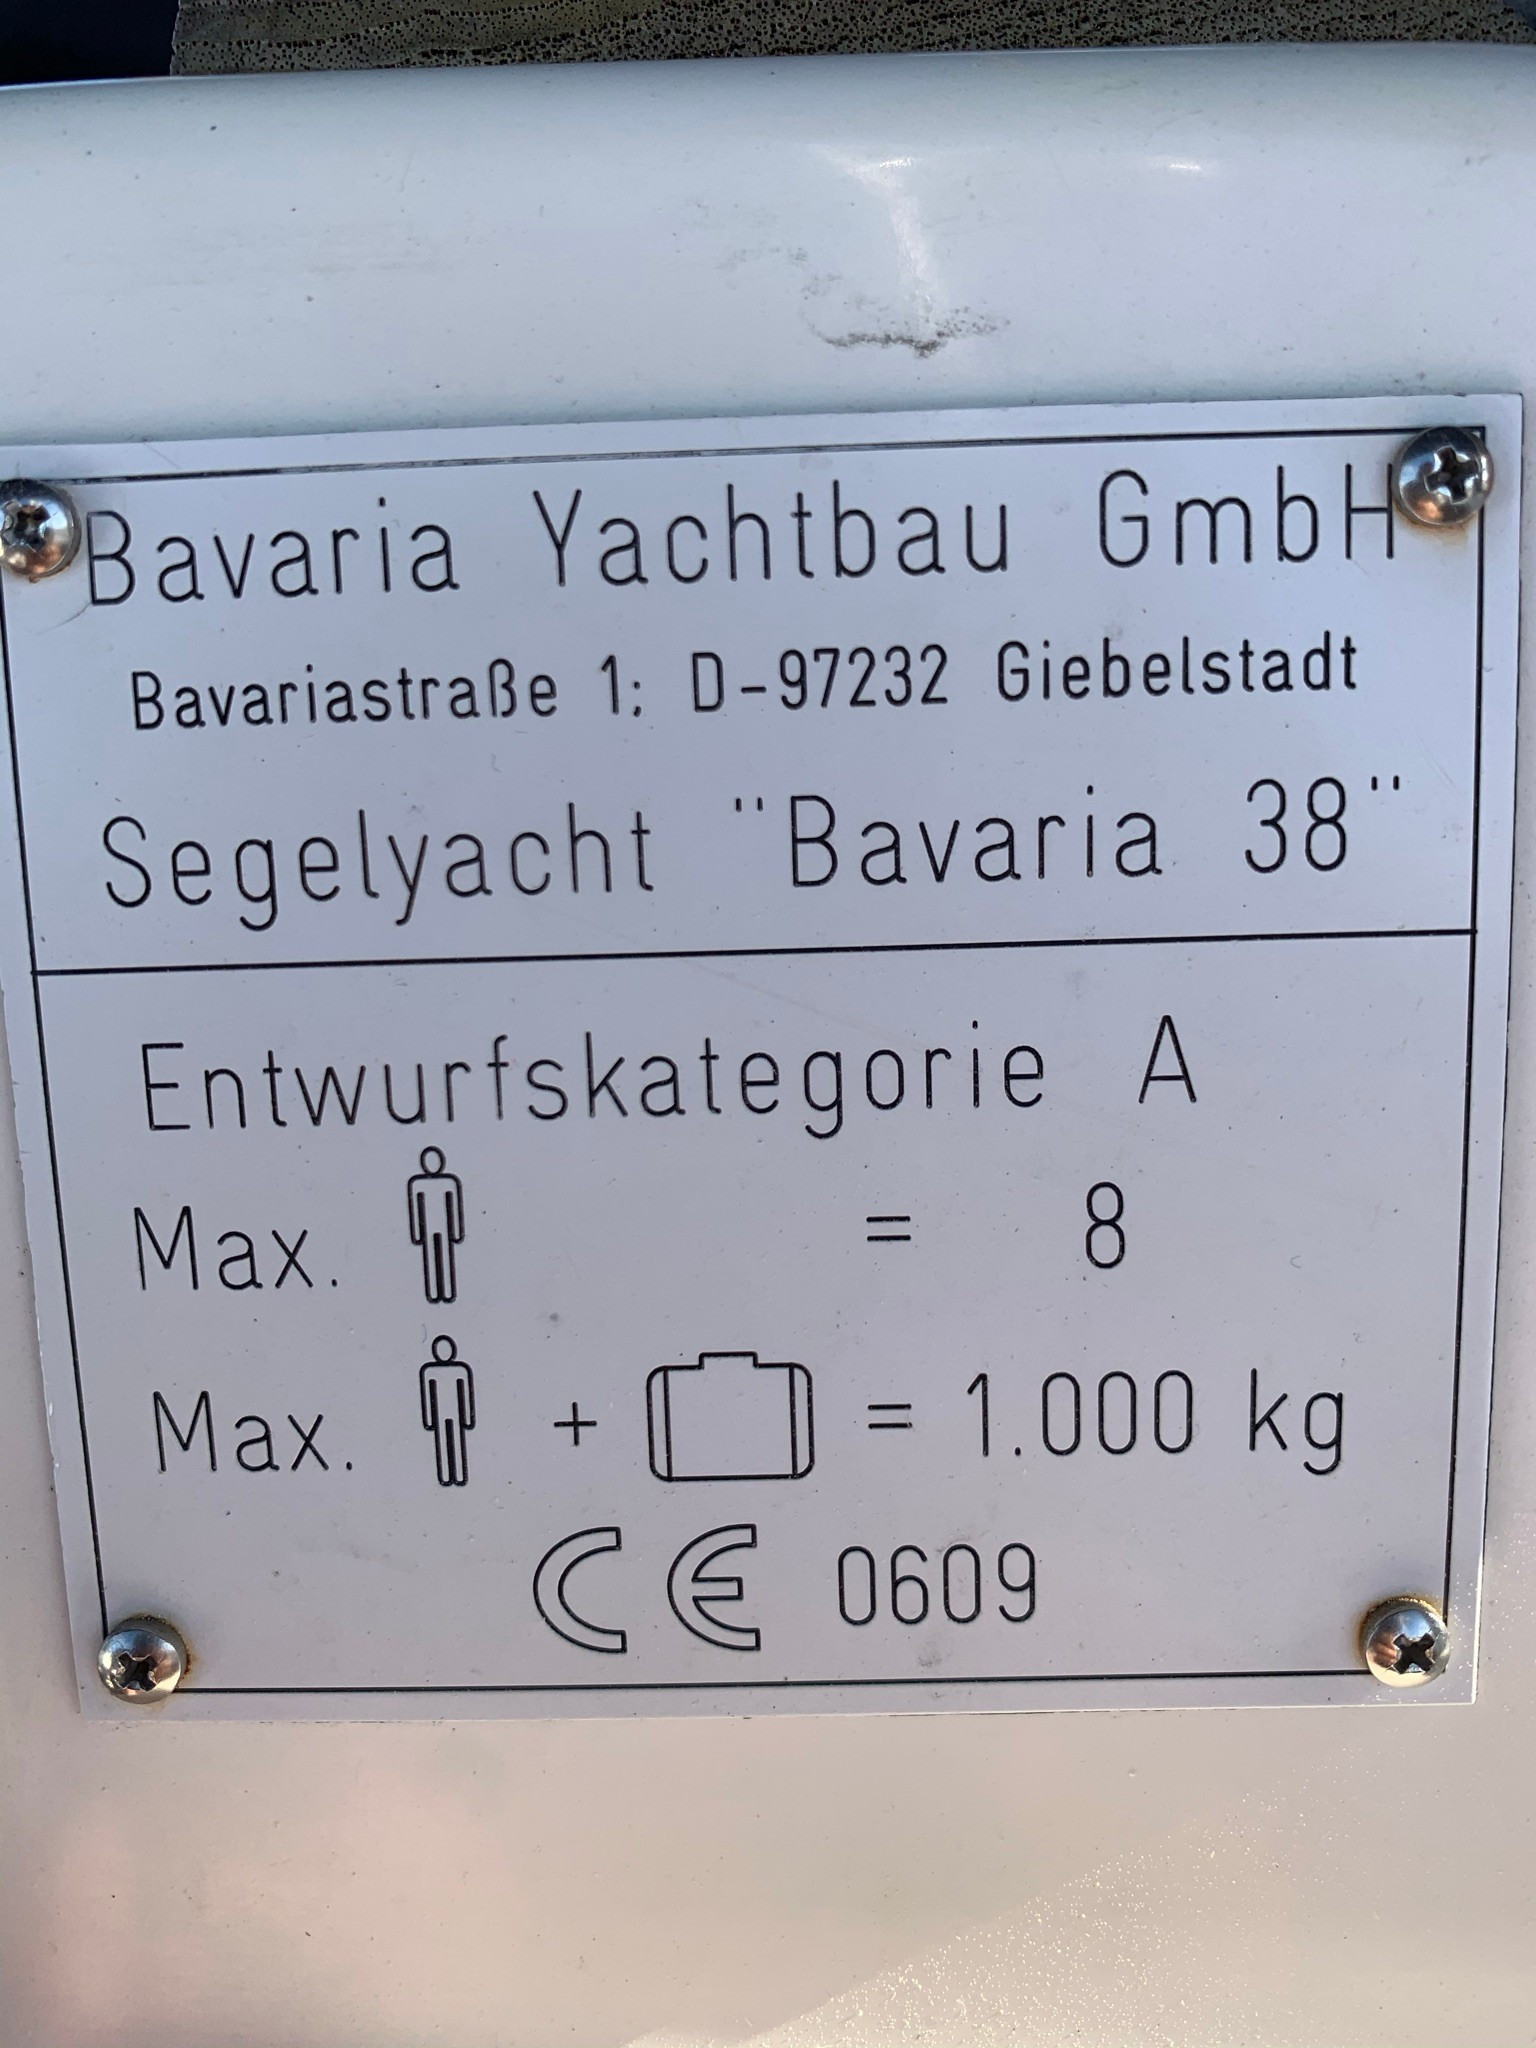 Bavaria Yachtbau GmbH
Bavariastraße 1; D-97232 Giebelstadt
Segelyacht "Bavaria 38"
Entwurfskategorie A
Max. = 8
Max. + = 1.000 kg
CE 0609